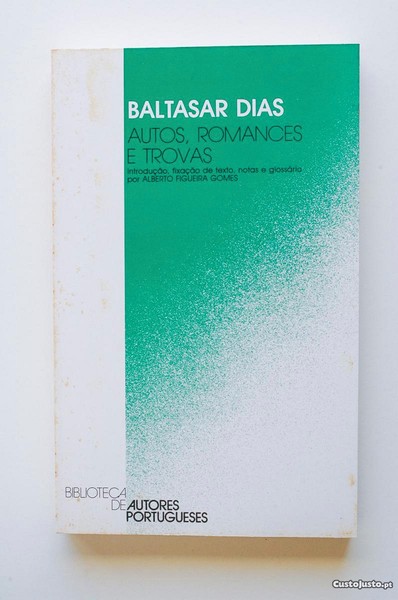 BALTASAR DIAS
AUTOS, ROMANCES
E TROVAS
introdução, fixação de texto, notas e glossário
por ALBERTO FIGUEIRA GOMES
BIBLIOTECA
DE AUTORES
PORTUGUESES
CustoJusto.pt